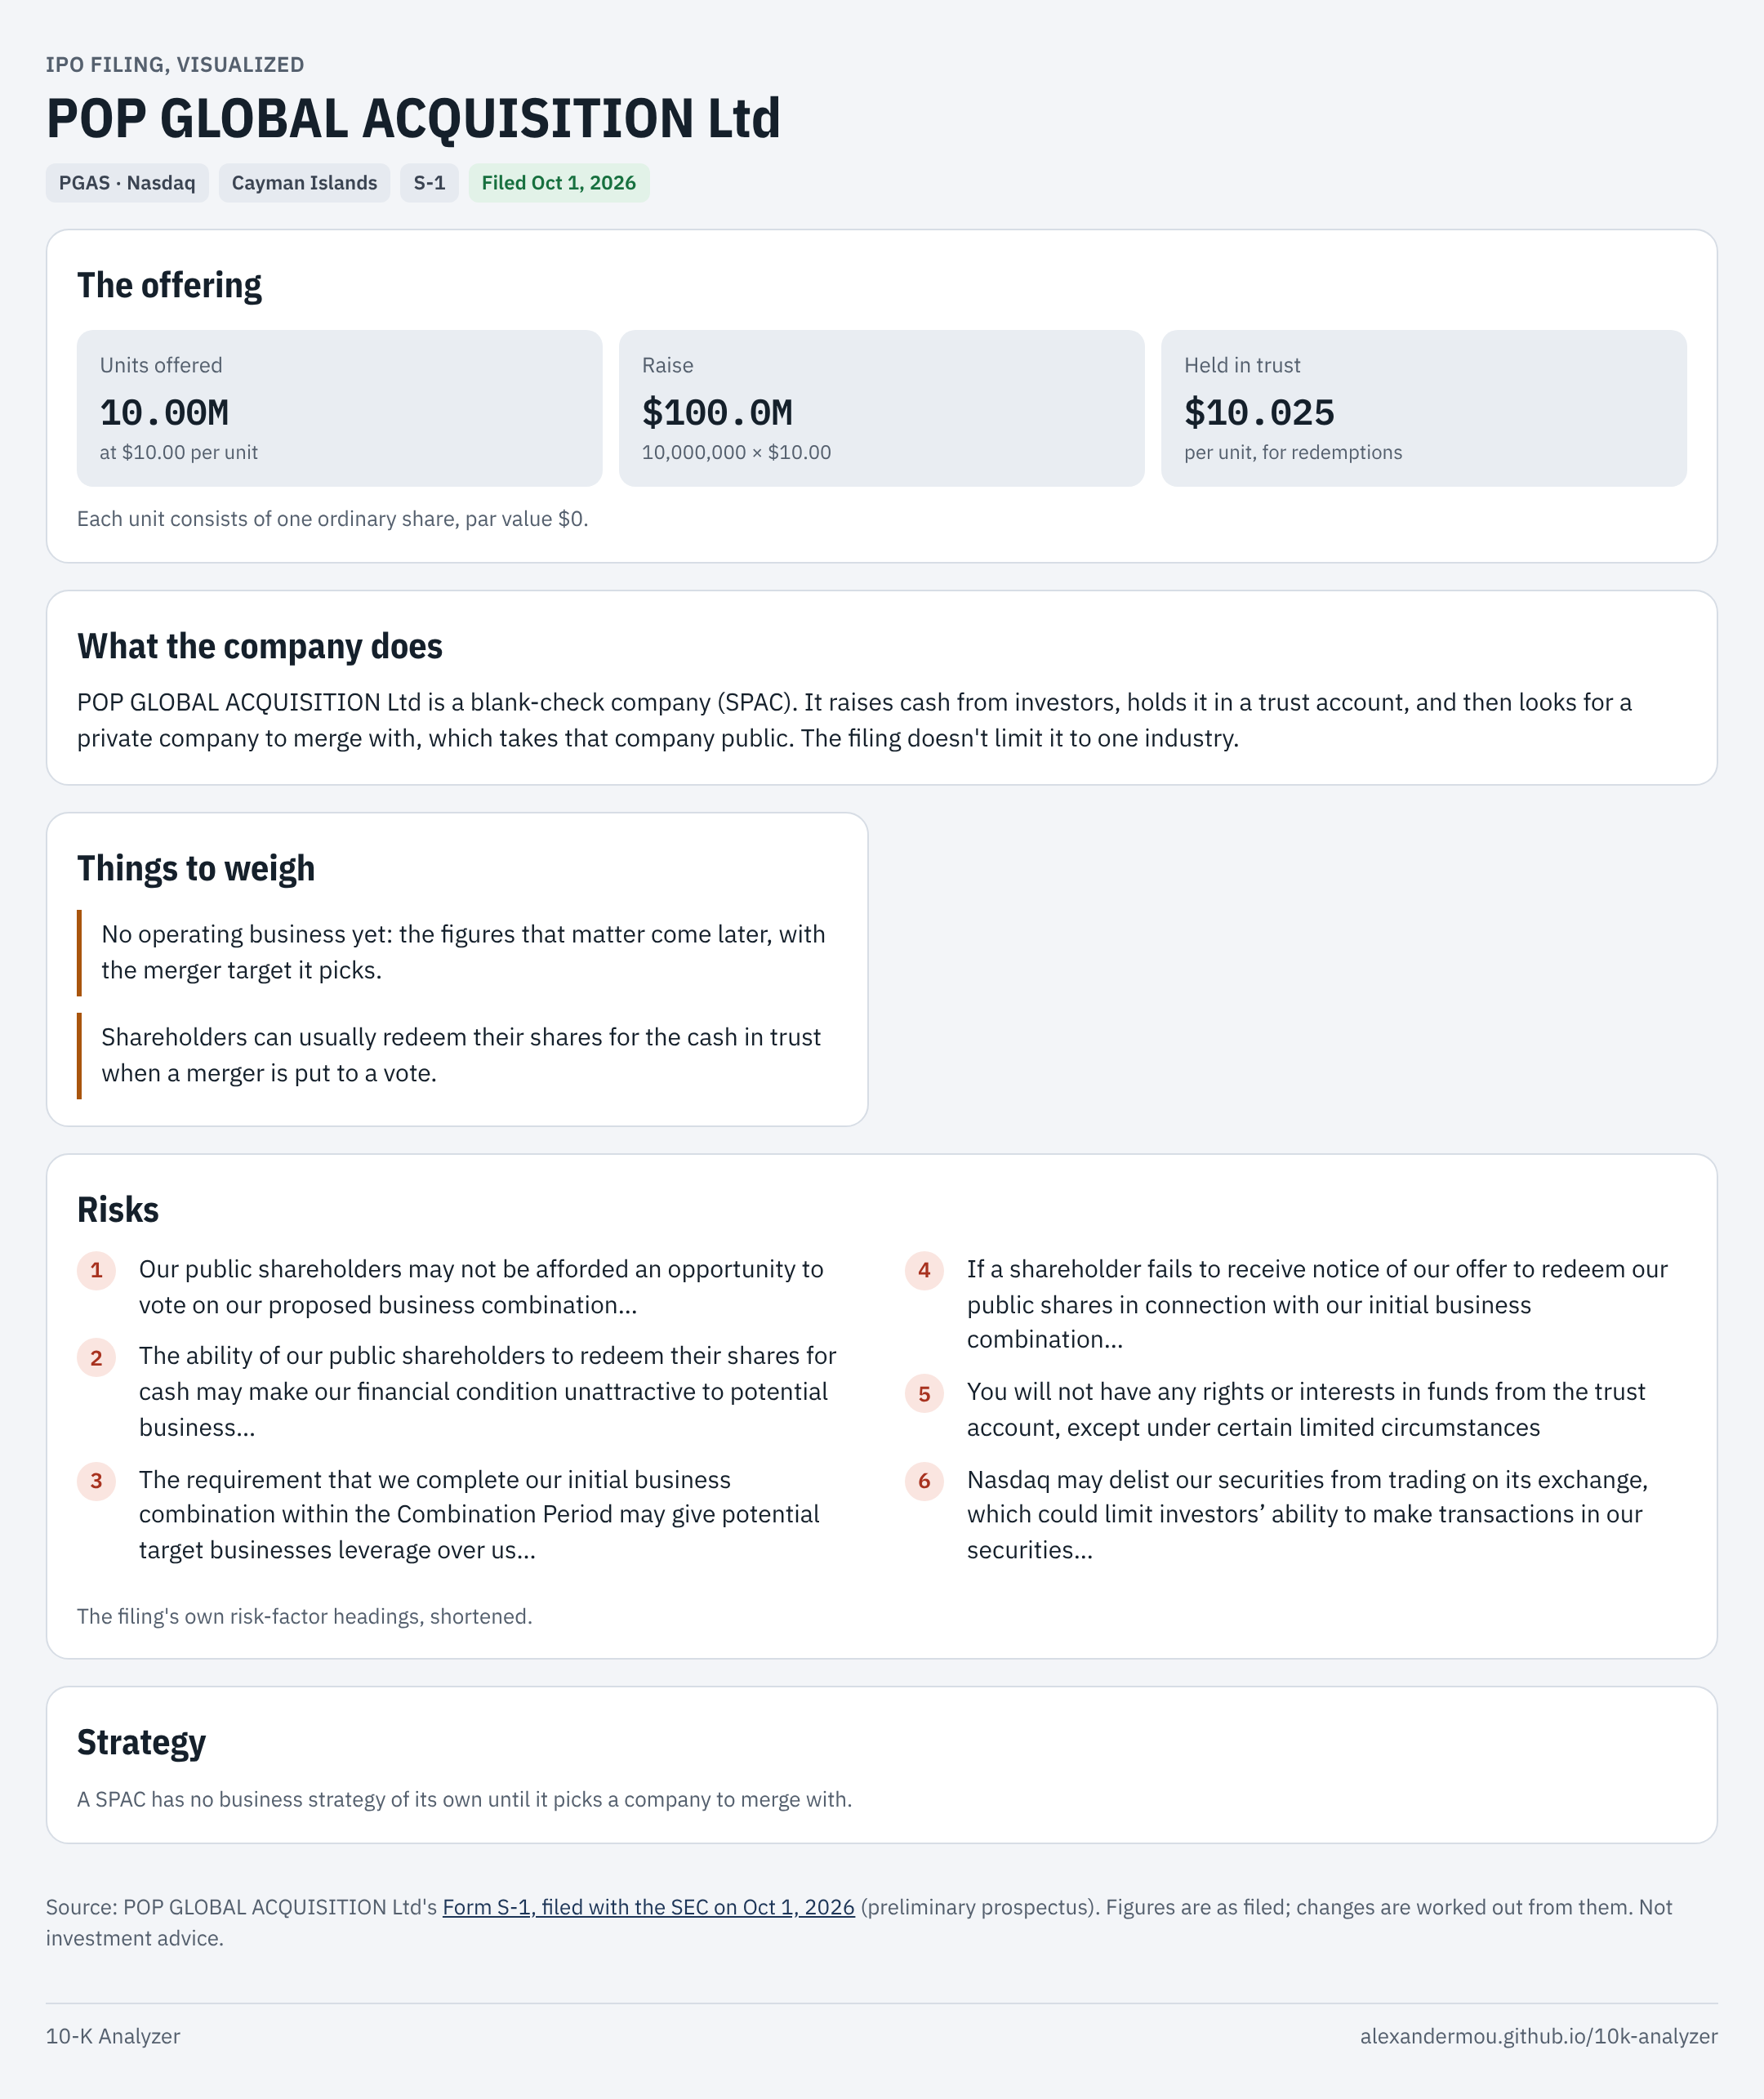 IPO FILING, VISUALIZED
POP GLOBAL ACQUISITION Ltd
PGAS · Nasdaq
Cayman Islands
S-1
Filed Oct 1, 2026
The offering
Units offered
10.00M
at $10.00 per unit
Raise
$100.0M
10,000,000 × $10.00
Held in trust
$10.025
per unit, for redemptions
Each unit consists of one ordinary share, par value $0.
What the company does
POP GLOBAL ACQUISITION Ltd is a blank-check company (SPAC). It raises cash from investors, holds it in a trust account, and then looks for a
private company to merge with, which takes that company public. The filing doesn't limit it to one industry.
Things to weigh
No operating business yet: the figures that matter come later, with
the merger target it picks.
Shareholders can usually redeem their shares for the cash in trust
when a merger is put to a vote.
Risks
1
Our public shareholders may not be afforded an opportunity to
vote on our proposed business combination…
2
The ability of our public shareholders to redeem their shares for
cash may make our financial condition unattractive to potential
business…
3
The requirement that we complete our initial business
combination within the Combination Period may give potential
target businesses leverage over us…
4
If a shareholder fails to receive notice of our offer to redeem our
public shares in connection with our initial business
combination…
5
You will not have any rights or interests in funds from the trust
account, except under certain limited circumstances
6
Nasdaq may delist our securities from trading on its exchange,
which could limit investors’ ability to make transactions in our
securities…
The filing's own risk-factor headings, shortened.
Strategy
A SPAC has no business strategy of its own until it picks a company to merge with.
Source: POP GLOBAL ACQUISITION Ltd's Form S-1, filed with the SEC on Oct 1, 2026 (preliminary prospectus). Figures are as filed; changes are worked out from them. Not
investment advice.
10-K Analyzer
alexandermou.github.io/10k-analyzer